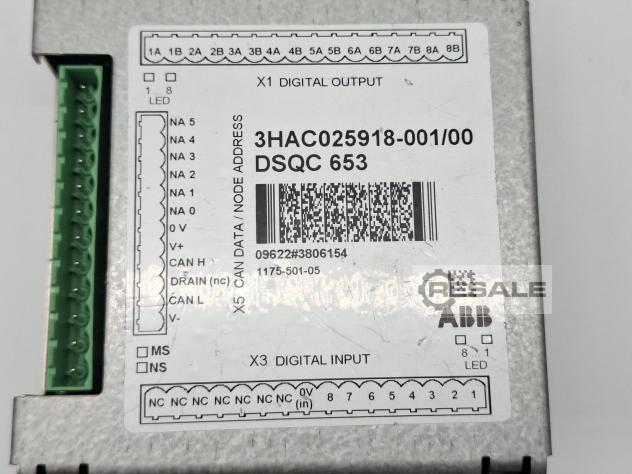 1A 1B 2A 2B 3A 3B 4A 4B 5A 5B 6A 6B 7A 7B 8A 8B
X1 DIGITAL OUTPUT
1 8
LED
NA 5
NA 4
NA 3
NA 2
NA 1
NA 0
0 V
V+
CAN H
DRAIN (nc)
CAN L
V-
X5 CAN DATA / NODE ADDRESS
3HAC025918-001/00
DSQC 653
09622#3806154
1175-501-05
RESALE
ABB
MS
NS
X3 DIGITAL INPUT
8 ... 1
LED
NC NC NC NC NC NC NC NC 0V (in) 8 7 6 5 4 3 2 1